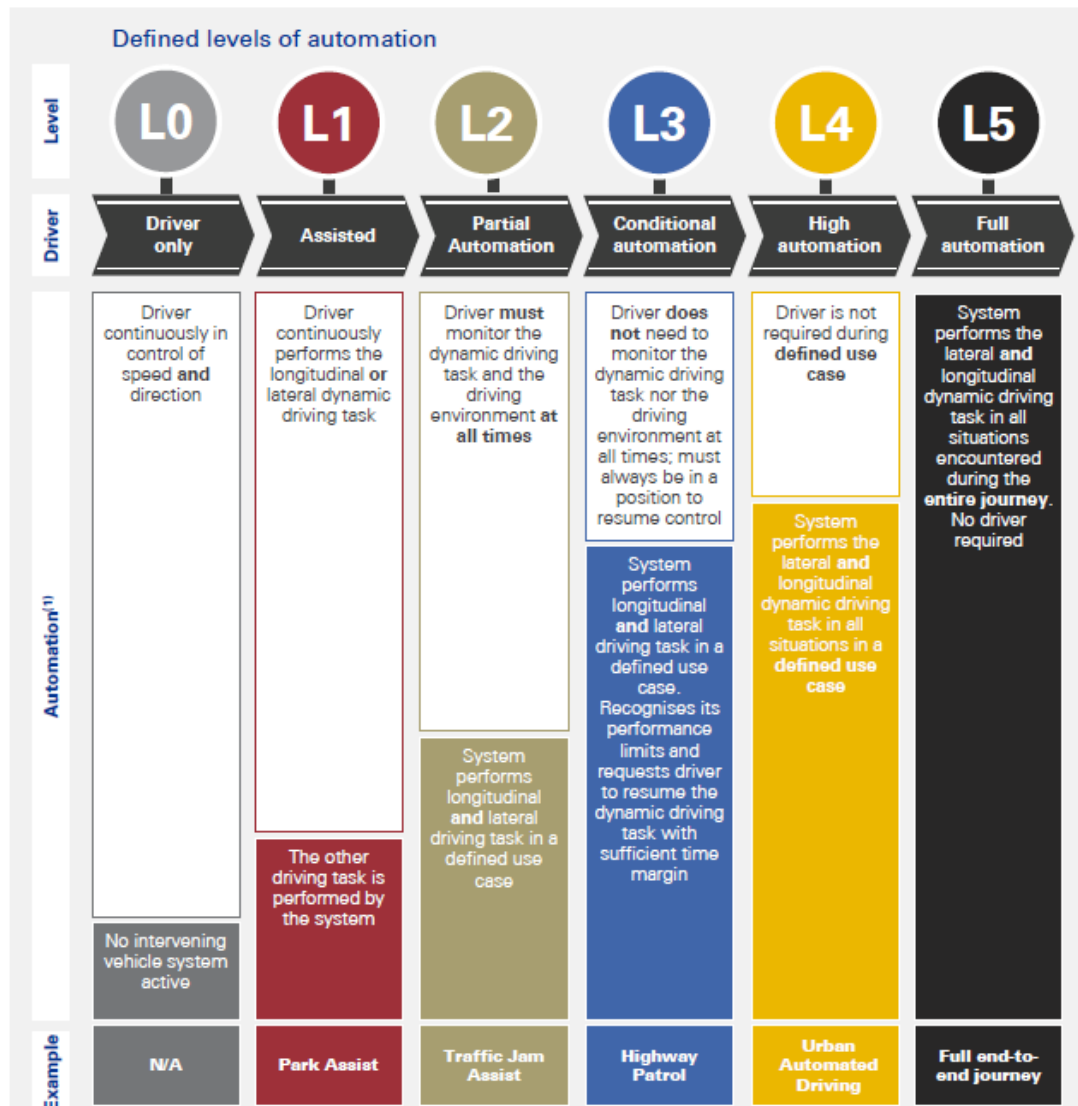 Defined levels of automation
Level
L0
L1
L2
L3
L4
L5
Driver
Driver
only
Assisted
Partial
Automation
Conditional
automation
High
automation
Full
automation
Automation(1)
Driver
continuously in
control of
speed and
direction
No intervening
vehicle system
active
Driver
continuously
performs the
longitudinal or
lateral dynamic
driving task
The other
driving task is
performed by
the system
Driver must
monitor the
dynamic driving
task and the
driving
environment at
all times
System
performs
longitudinal
and lateral
driving task in a
defined use
case
Driver does
not need to
monitor the
dynamic driving
task nor the
driving
environment at
all times; must
always be in a
position to
resume control
System
performs
longitudinal
and lateral
driving task in a
defined use
case.
Recognises its
performance
limits and
requests driver
to resume the
dynamic driving
task with
sufficient time
margin
Driver is not
required during
defined use
case
System
performs the
lateral and
longitudinal
dynamic driving
task in all
situations in a
defined use
case
System
performs the
lateral and
longitudinal
dynamic driving
task in all
situations
encountered
during the
entire journey.
No driver
required
Example
N/A
Park Assist
Traffic Jam
Assist
Highway
Patrol
Urban
Automated
Driving
Full end-to-
end journey